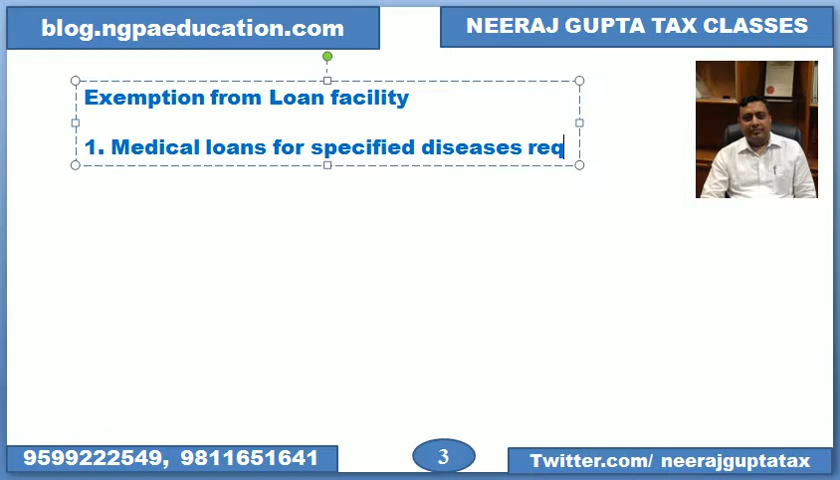 blog.ngpaeducation.com
NEERAJ GUPTA TAX CLASSES
Exemption from Loan facility
1. Medical loans for specified diseases req
9599222549, 9811651641
3
Twitter.com/ neerajguptatax